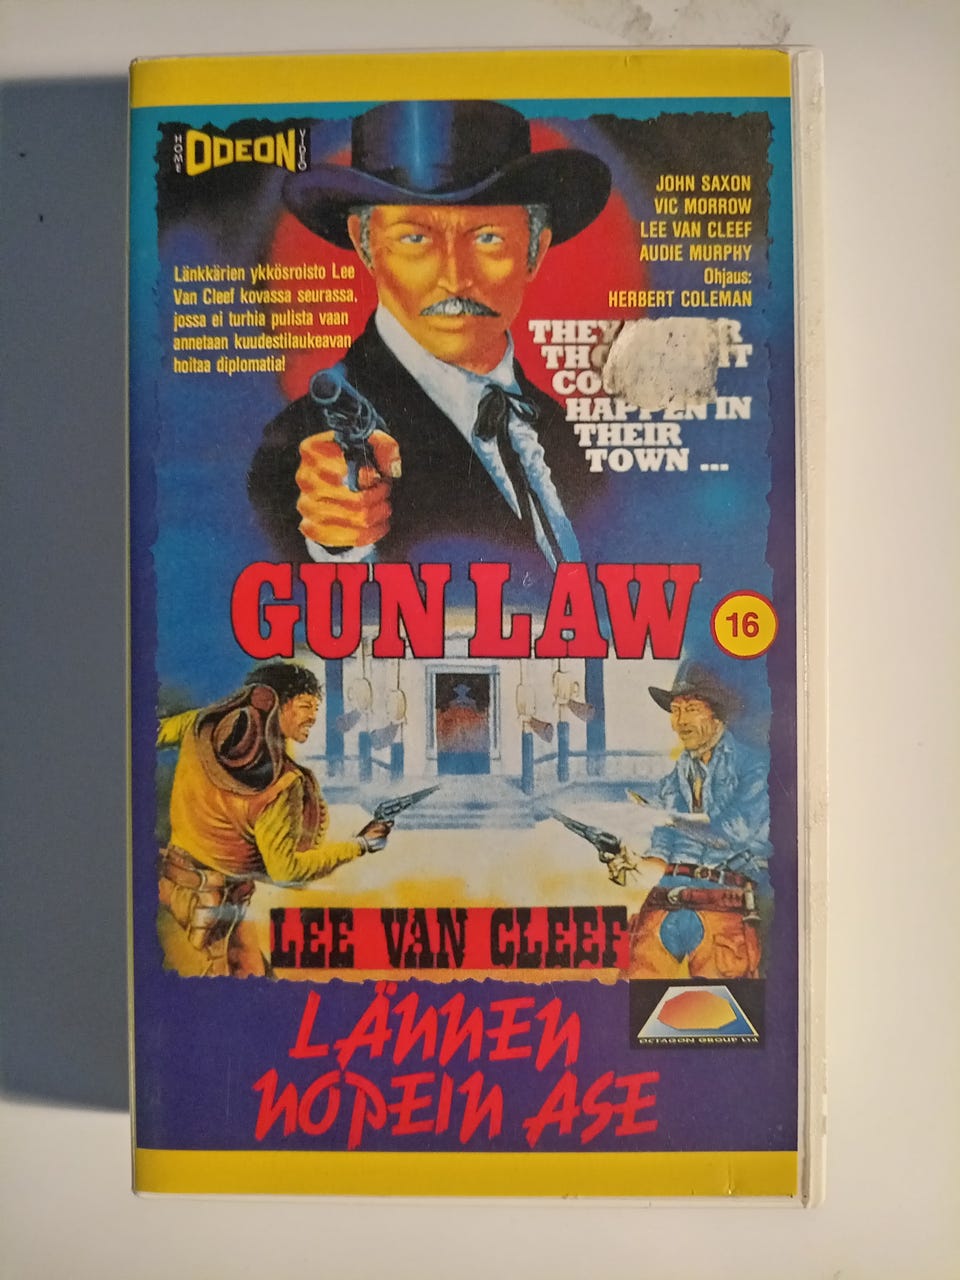 HOME ODEON VIDEO
JOHN SAXON
VIC MORROW
LEE VAN CLEEF
AUDIE MURPHY
Ohjaus:
HERBERT COLEMAN
Länkkärien ykkösroisto Lee
Van Cleef kovassa seurassa,
jossa ei turhia pulista vaan
annetaan kuudestilaukeavan
hoitaa diplomatia!
THEY
HAPPEN IN
THEIR
TOWN ...
GUN LAW
16
LEE VAN CLEEF
OCTAGON GROUP Ltd
LÄNNEN
NOPEIN ASE